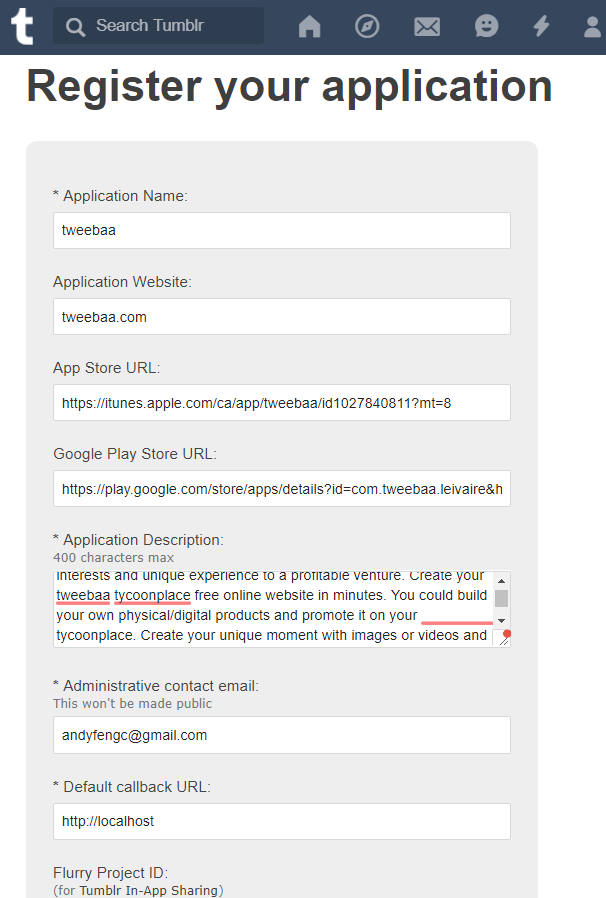 t Search Tumblr
Register your application
* Application Name:
tweebaa
Application Website:
tweebaa.com
App Store URL:
https://itunes.apple.com/ca/app/tweebaa/id1027840811?mt=8
Google Play Store URL:
https://play.google.com/store/apps/details?id=com.tweebaa.leivaire&h
* Application Description:
400 characters max
interests and unique experience to a profitable venture. Create your
tweebaa tycoonplace free online website in minutes. You could build
your own physical/digital products and promote it on your
tycoonplace. Create your unique moment with images or videos and
* Administrative contact email:
This won't be made public
andyfengc@gmail.com
* Default callback URL:
http://localhost
Flurry Project ID:
(for Tumblr In-App Sharing)